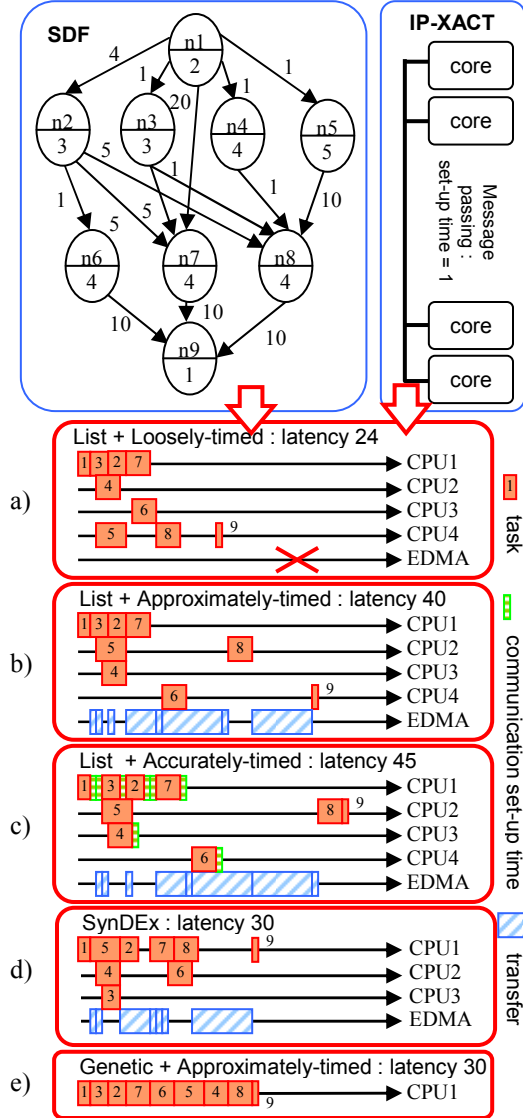 SDF
IP-XACT
n1
2
4
1
20
1
1
n2
3
n3
3
n4
4
n5
5
5
1
1
5
5
1
10
n6
4
n7
4
n8
4
10
10
10
n9
1
core
core
Message
passing :
set-up time = 1
core
core
a)
List + Loosely-timed : latency 24
1 3 2 7 CPU1
4 CPU2
6 CPU3
5 8 9 CPU4
EDMA
b)
List + Approximately-timed : latency 40
1 3 2 7 CPU1
5 8 CPU2
4 CPU3
6 9 CPU4
EDMA
c)
List + Accurately-timed : latency 45
1 3 2 7 CPU1
5 8 9 CPU2
4 CPU3
6 CPU4
EDMA
d)
SynDEx : latency 30
1 5 2 7 8 9 CPU1
4 6 CPU2
3 CPU3
EDMA
e)
Genetic + Approximately-timed : latency 30
1 3 2 7 6 5 4 8 9 CPU1
1 task
communication set-up time
transfer